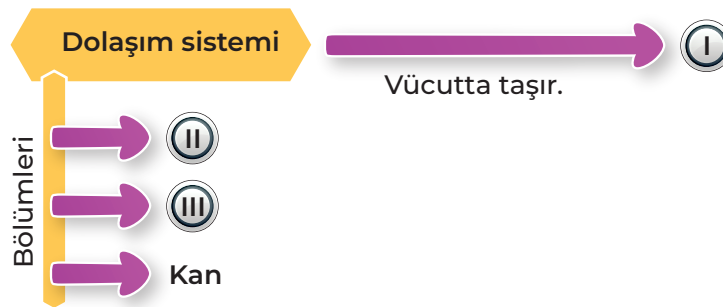 Dolaşım sistemi
I
Vücutta taşır.
Bölümleri
II
III
Kan